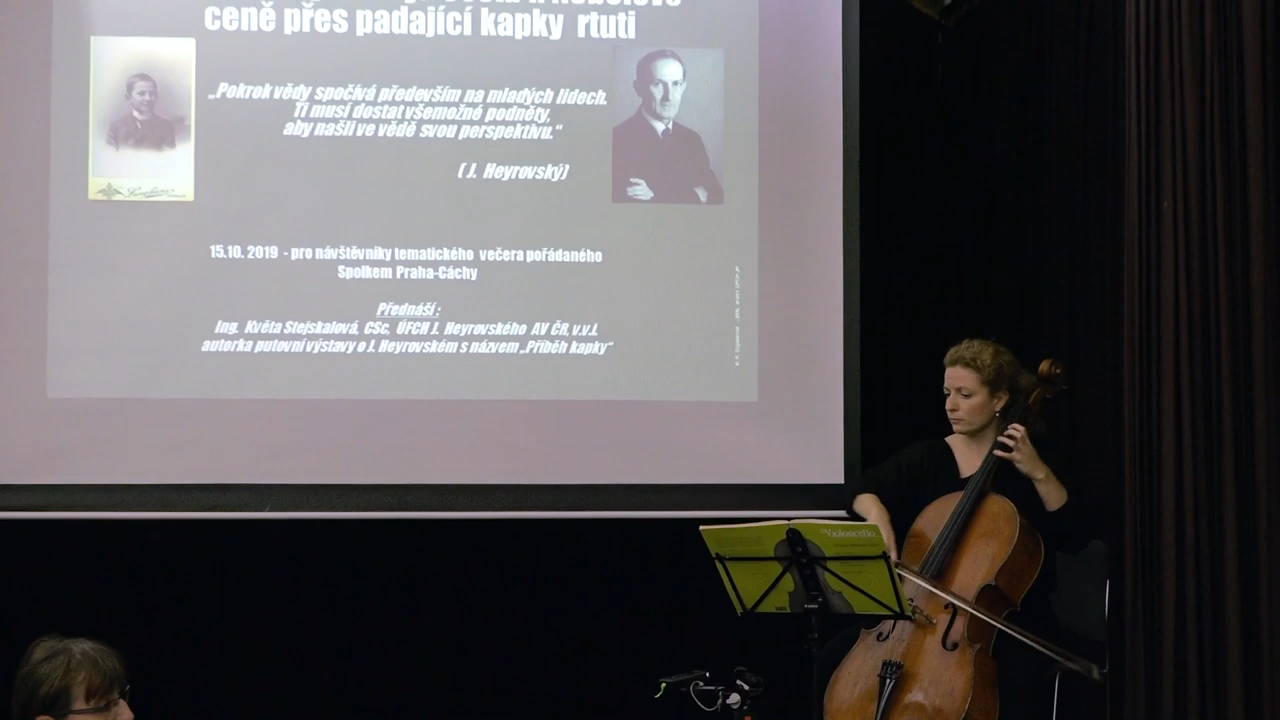 ceně přes padající kapky rtuti
„Pokrok vědy spočívá především na mladých lidech.
Ti musí dostat všemožné podněty,
aby našli ve vědě svou perspektivu.“
( J. Heyrovský)
15.10. 2019 - pro návštěvníky tematického večera pořádaného
Spolkem Praha-Cáchy
Přednáší :
Ing. Květa Stejskalová, CSc, ÚFCH J. Heyrovského AV ČR, v.v.i.
autorka putovní výstavy o J. Heyrovském s názvem „Příběh kapky“
Violoncello